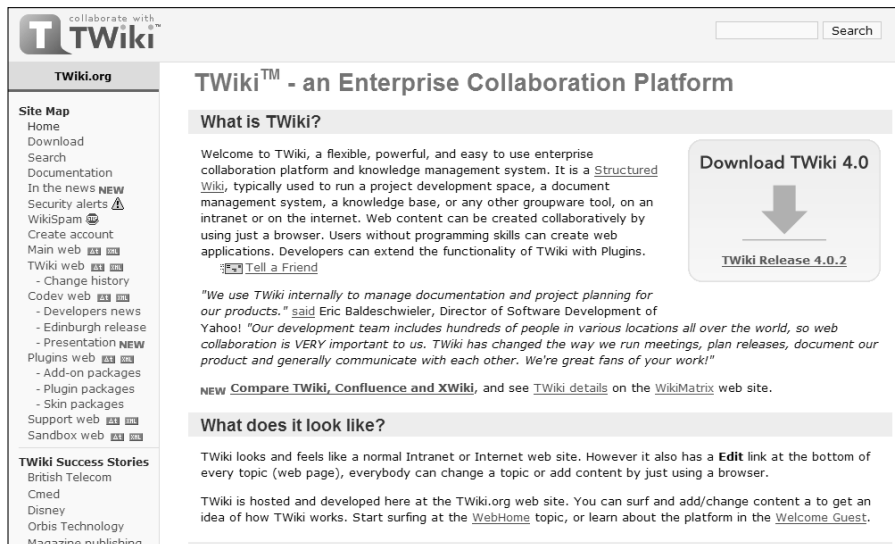 collaborate with
TWiki™
Search
TWiki.org
Site Map
Home
Download
Search
Documentation
In the news NEW
Security alerts
WikiSpam
Create account
Main web
TWiki web
- Change history
Codev web
- Developers news
- Edinburgh release
- Presentation NEW
Plugins web
- Add-on packages
- Plugin packages
- Skin packages
Support web
Sandbox web
TWiki Success Stories
British Telecom
Cmed
Disney
Orbis Technology
Magazine publishing
TWiki™ - an Enterprise Collaboration Platform
What is TWiki?
Welcome to TWiki, a flexible, powerful, and easy to use enterprise
collaboration platform and knowledge management system. It is a Structured
Wiki, typically used to run a project development space, a document
management system, a knowledge base, or any other groupware tool, on an
intranet or on the internet. Web content can be created collaboratively by
using just a browser. Users without programming skills can create web
applications. Developers can extend the functionality of TWiki with Plugins.
Tell a Friend
Download TWiki 4.0
TWiki Release 4.0.2
"We use TWiki internally to manage documentation and project planning for
our products." said Eric Baldeschwieler, Director of Software Development of
Yahoo! "Our development team includes hundreds of people in various locations all over the world, so web
collaboration is VERY important to us. TWiki has changed the way we run meetings, plan releases, document our
product and generally communicate with each other. We're great fans of your work!"
NEW Compare TWiki, Confluence and XWiki, and see TWiki details on the WikiMatrix web site.
What does it look like?
TWiki looks and feels like a normal Intranet or Internet web site. However it also has a Edit link at the bottom of
every topic (web page), everybody can change a topic or add content by just using a browser.
TWiki is hosted and developed here at the TWiki.org web site. You can surf and add/change content a to get an
idea of how TWiki works. Start surfing at the WebHome topic, or learn about the platform in the Welcome Guest.